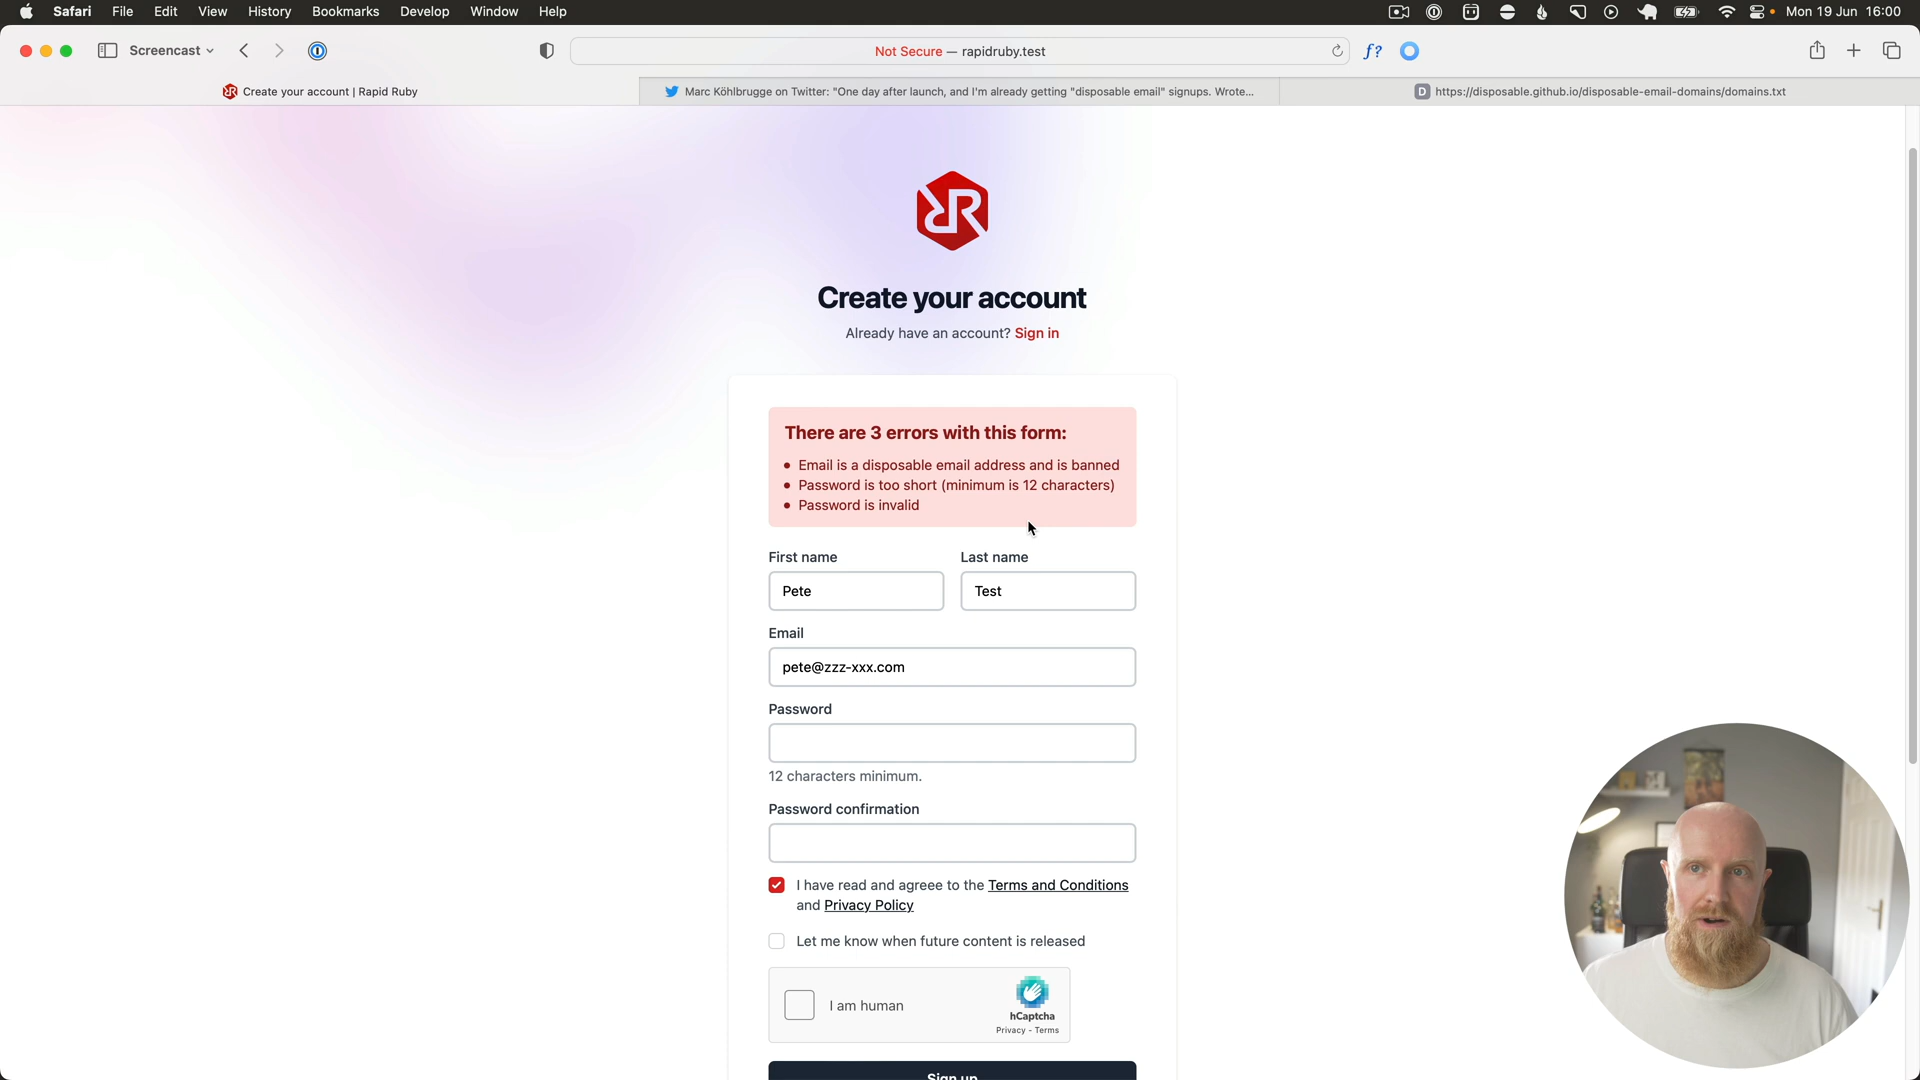 Safari File Edit View History Bookmarks Develop Window Help Mon 19 Jun 16:00
Screencast Not Secure — rapidruby.test
Create your account | Rapid Ruby
Marc Köhlbrugge on Twitter: "One day after launch, and I'm already getting "disposable email" signups. Wrote...
D https://disposable.github.io/disposable-email-domains/domains.txt
Create your account
Already have an account? Sign in
There are 3 errors with this form:
• Email is a disposable email address and is banned
• Password is too short (minimum is 12 characters)
• Password is invalid
First name Last name
Pete Test
Email
pete@zzz-xxx.com
Password
12 characters minimum.
Password confirmation
I have read and agreee to the Terms and Conditions
and Privacy Policy
Let me know when future content is released
I am human
hCaptcha
Privacy - Terms
Sign up